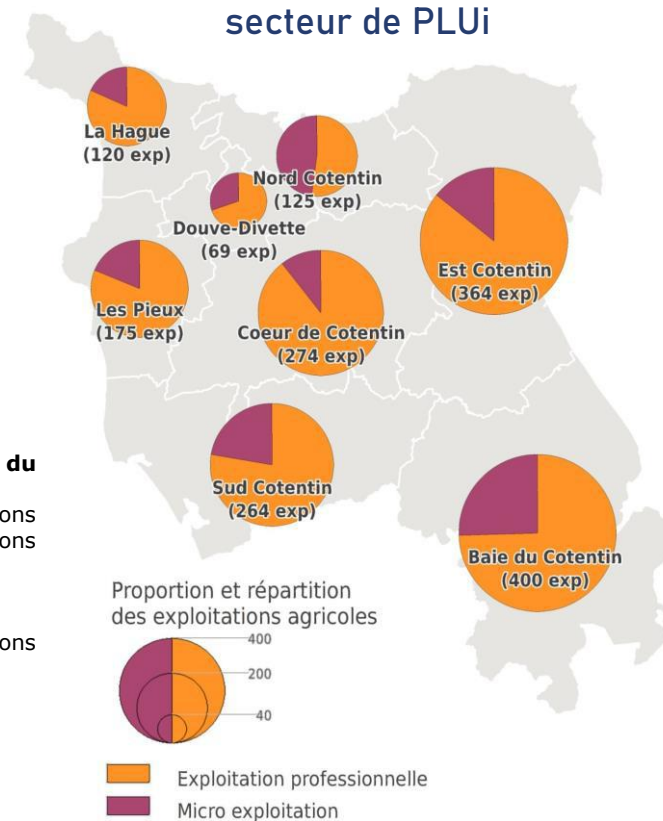 secteur de PLUi
La Hague
(120 exp)
Nord Cotentin
(125 exp)
Douve-Divette
(69 exp)
Est Cotentin
(364 exp)
Les Pieux
(175 exp)
Coeur de Cotentin
(274 exp)
du
Sud Cotentin
(264 exp)
ons
ons
Baie du Cotentin
(400 exp)
ons
Proportion et répartition
des exploitations agricoles
400
200
40
Exploitation professionnelle
Micro exploitation